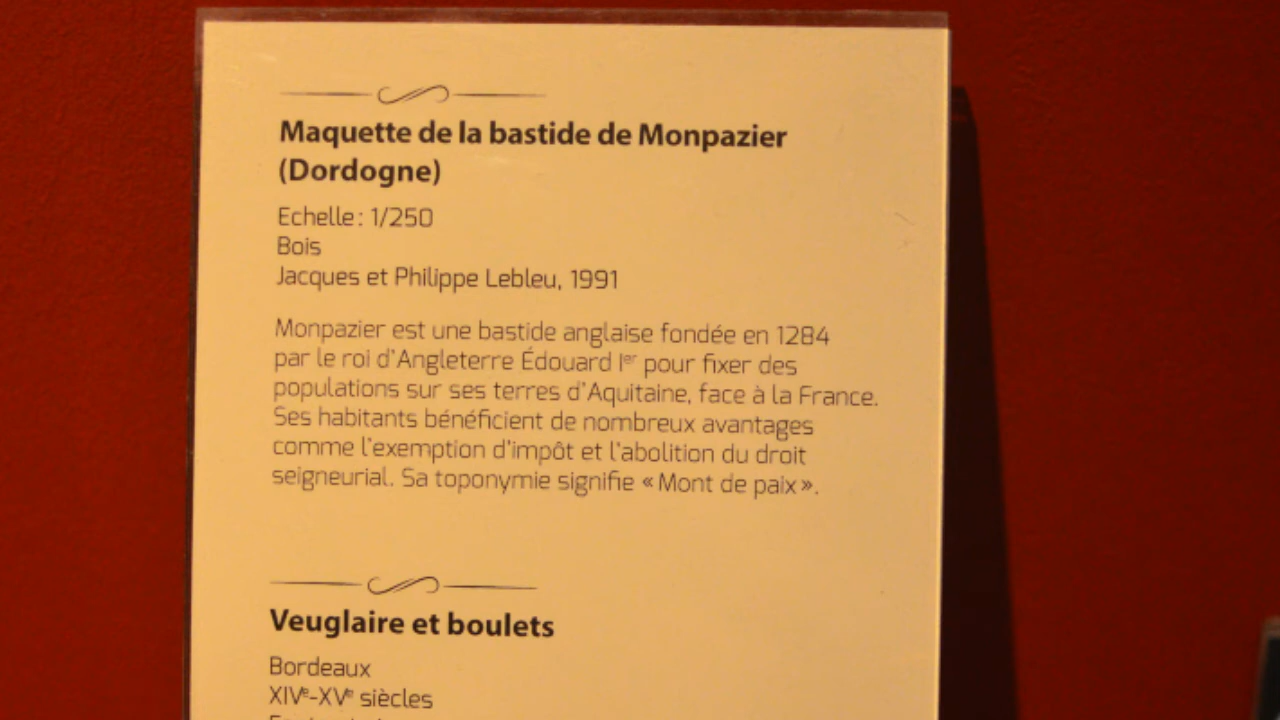 Maquette de la bastide de Monpazier
(Dordogne)
Echelle : 1/250
Bois
Jacques et Philippe Lebleu, 1991
Monpazier est une bastide anglaise fondée en 1284
par le roi d'Angleterre Édouard Ier pour fixer des
populations sur ses terres d'Aquitaine, face à la France.
Ses habitants bénéficient de nombreux avantages
comme l'exemption d'impôt et l'abolition du droit
seigneurial. Sa toponymie signifie « Mont de paix ».
Veuglaire et boulets
Bordeaux
XIVe-XVe siècles